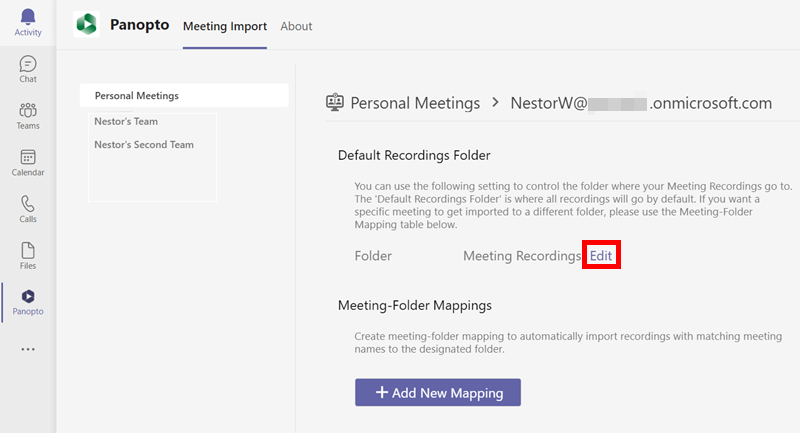 Activity
Chat
Teams
Calendar
Calls
Files
Panopto
Panopto
Meeting Import
About
Personal Meetings
Nestor's Team
Nestor's Second Team
Personal Meetings > NestorW@ .onmicrosoft.com
Default Recordings Folder
You can use the following setting to control the folder where your Meeting Recordings go to.
The 'Default Recordings Folder' is where all recordings will go by default. If you want a
specific meeting to get imported to a different folder, please use the Meeting-Folder
Mapping table below.
Folder Meeting Recordings Edit
Meeting-Folder Mappings
Create meeting-folder mapping to automatically import recordings with matching meeting
names to the designated folder.
+ Add New Mapping